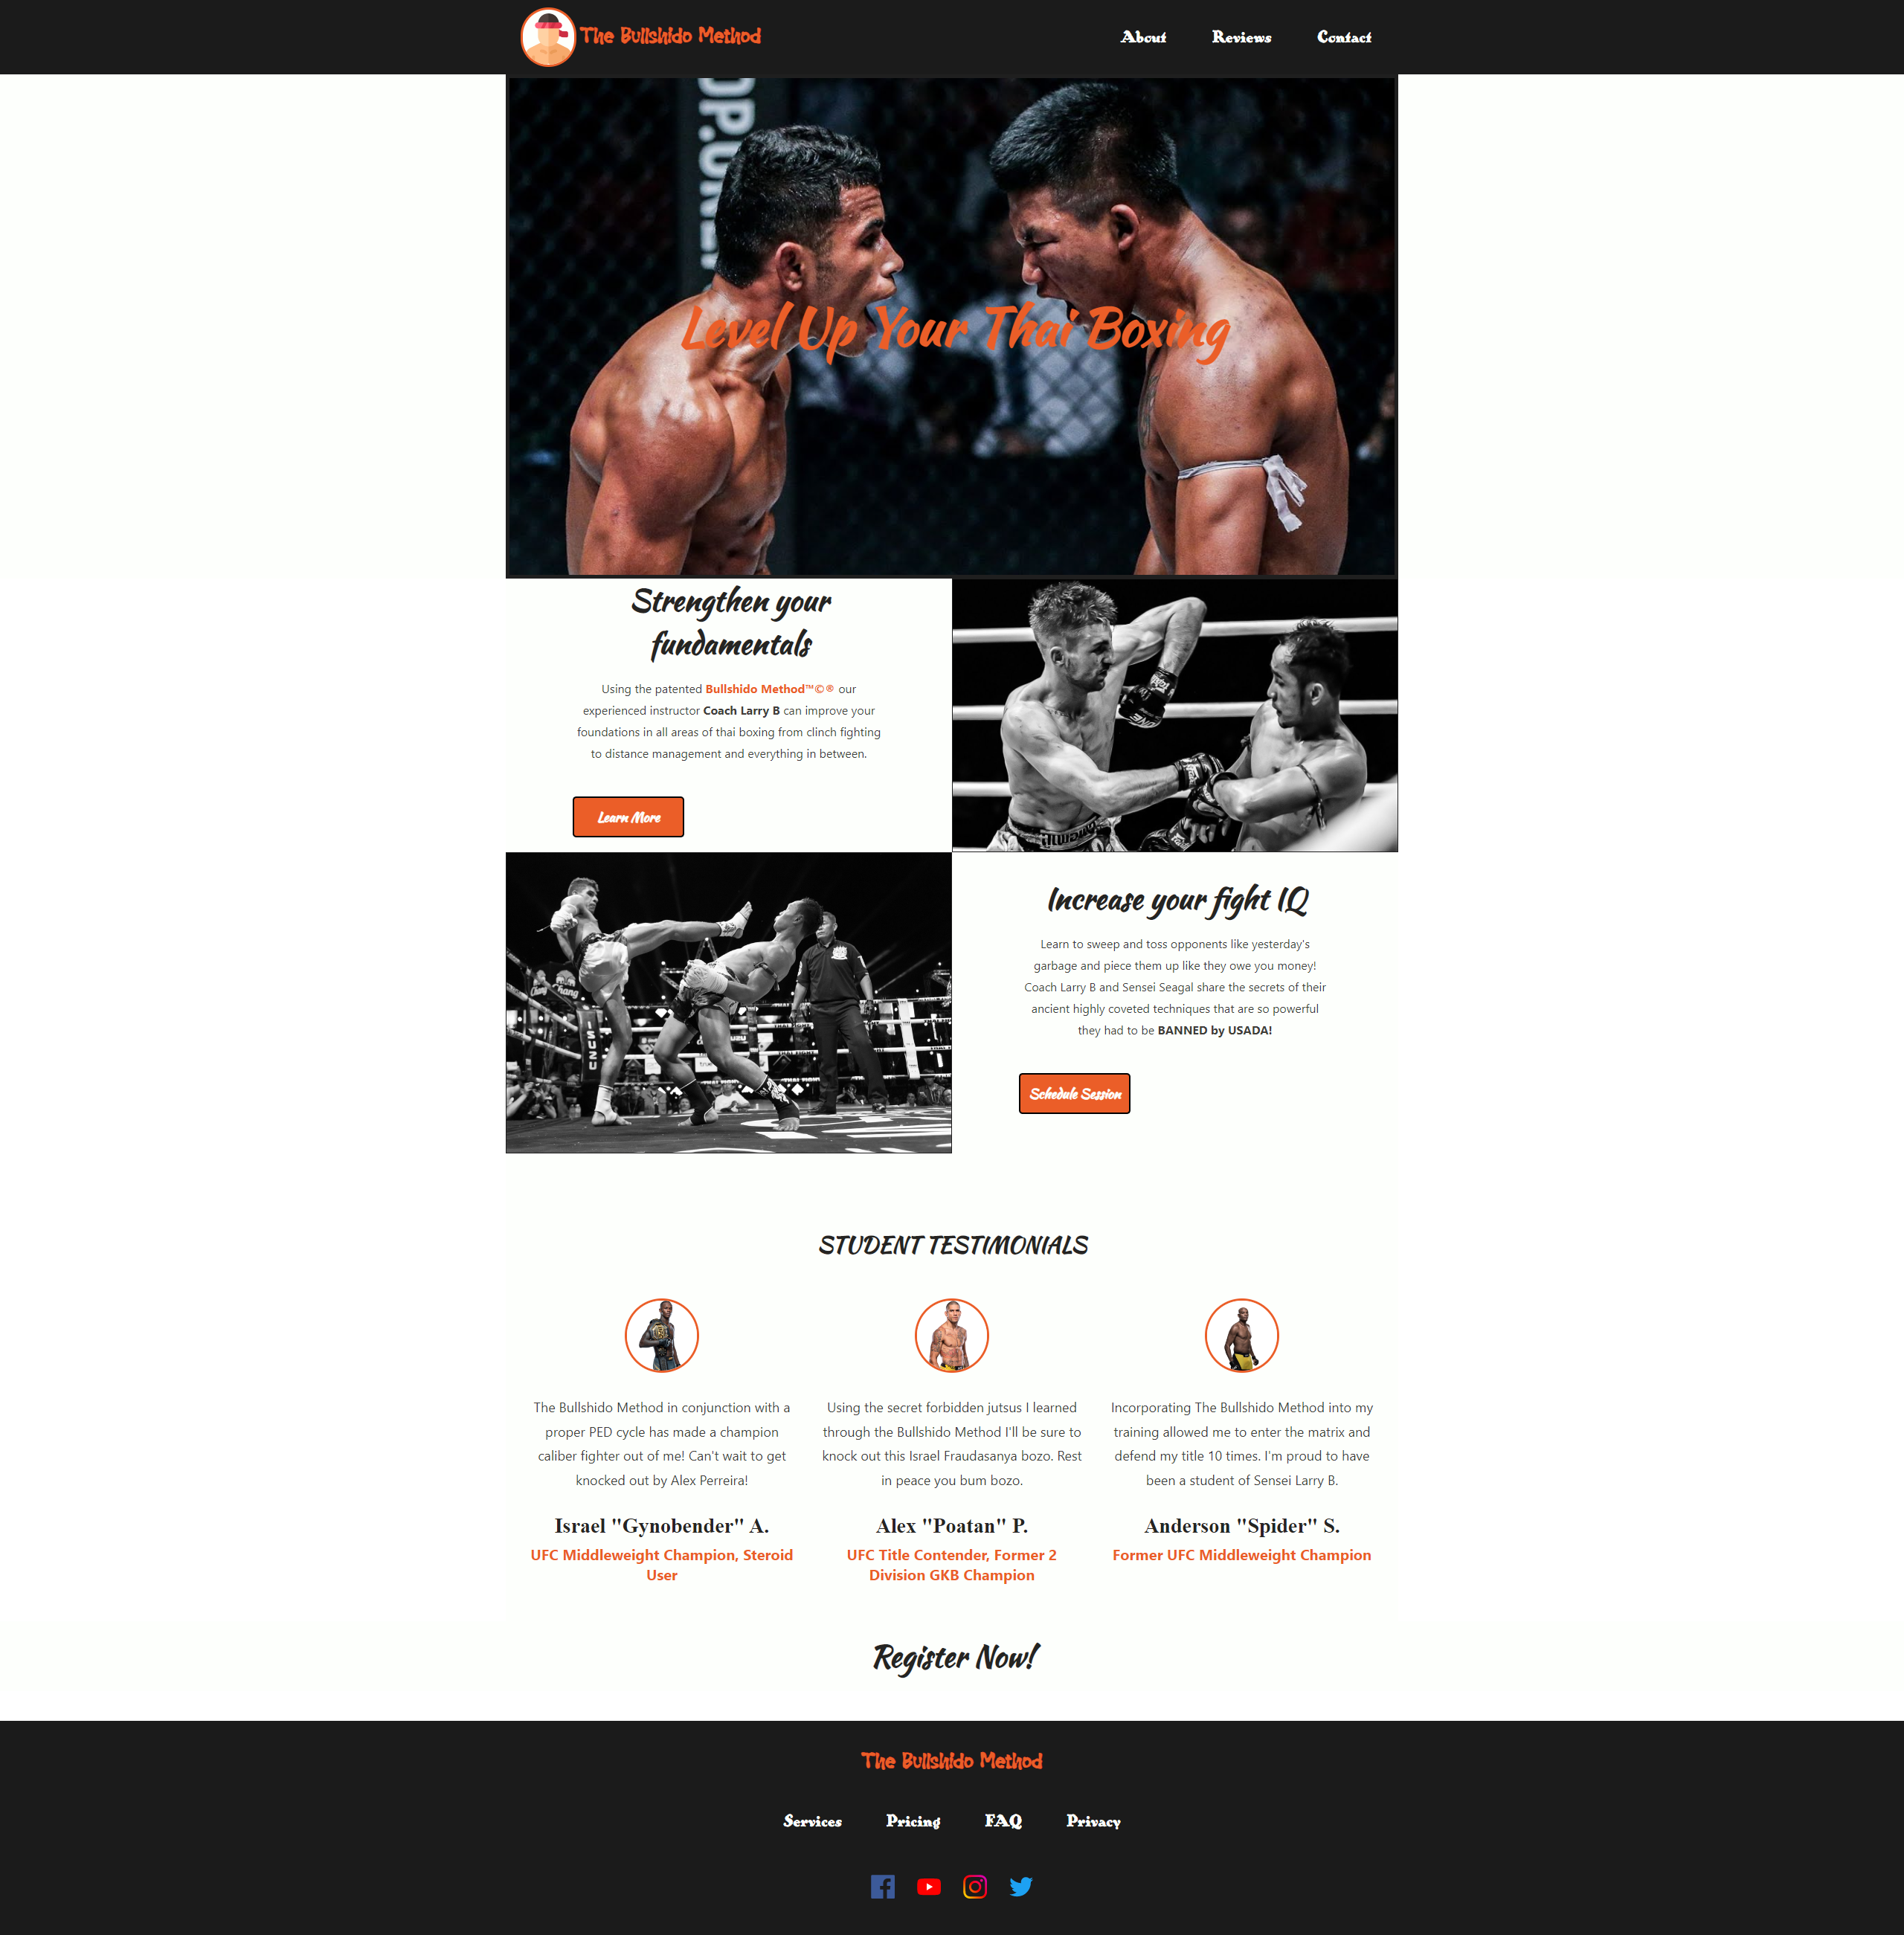 The Bullshido Method
About Reviews Contact
Level Up Your Thai Boxing
Strengthen your
fundamentals
Using the patented Bullshido Method™©® our
experienced instructor Coach Larry B can improve your
foundations in all areas of thai boxing from clinch fighting
to distance management and everything in between.
Learn More
ISUZU
Increase your fight IQ
Learn to sweep and toss opponents like yesterday's
garbage and piece them up like they owe you money!
Coach Larry B and Sensei Seagal share the secrets of their
ancient highly coveted techniques that are so powerful
they had to be BANNED by USADA!
Schedule Session
STUDENT TESTIMONIALS
The Bullshido Method in conjunction with a
proper PED cycle has made a champion
caliber fighter out of me! Can't wait to get
knocked out by Alex Perreira!
Israel "Gynobender" A.
UFC Middleweight Champion, Steroid
User
Using the secret forbidden jutsus I learned
through the Bullshido Method I'll be sure to
knock out this Israel Fraudasanya bozo. Rest
in peace you bum bozo.
Alex "Poatan" P.
UFC Title Contender, Former 2
Division GKB Champion
Incorporating The Bullshido Method into my
training allowed me to enter the matrix and
defend my title 10 times. I'm proud to have
been a student of Sensei Larry B.
Anderson "Spider" S.
Former UFC Middleweight Champion
Register Now!
The Bullshido Method
Services Pricing FAQ Privacy